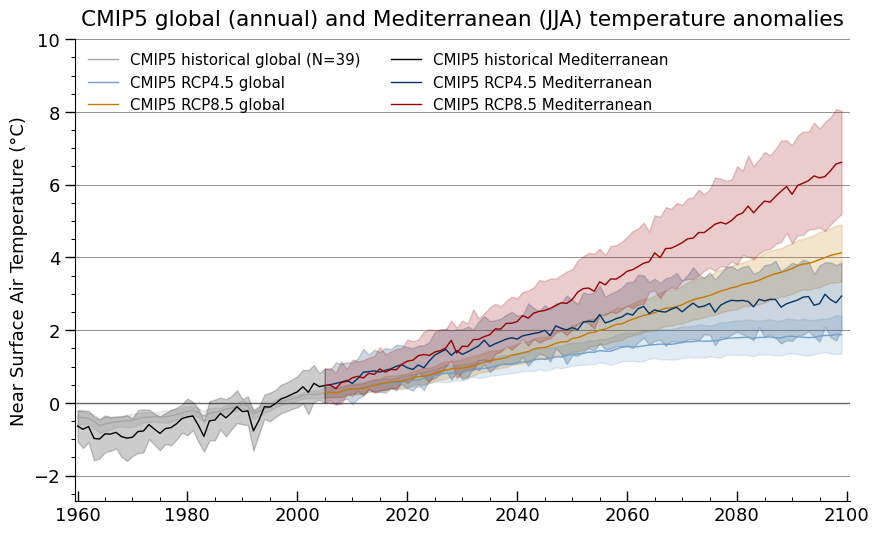 CMIP5 global (annual) and Mediterranean (JJA) temperature anomalies
CMIP5 historical global (N=39)
CMIP5 RCP4.5 global
CMIP5 RCP8.5 global
CMIP5 historical Mediterranean
CMIP5 RCP4.5 Mediterranean
CMIP5 RCP8.5 Mediterranean
Near Surface Air Temperature (°C)
10
8
6
4
2
0
−2
1960 1980 2000 2020 2040 2060 2080 2100